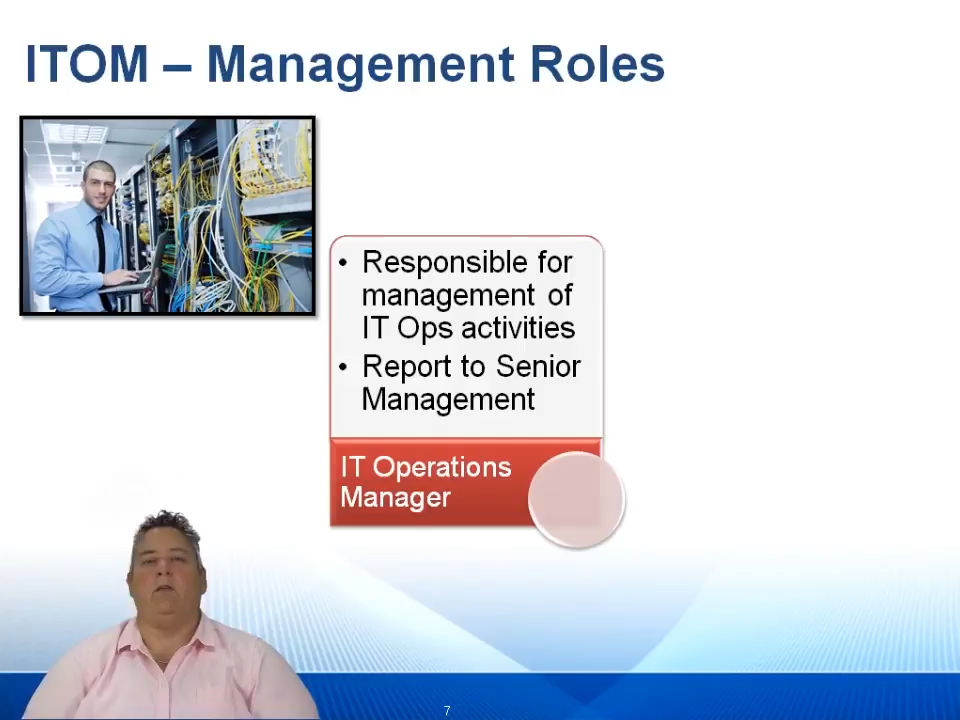 ITOM – Management Roles
• Responsible for
management of
IT Ops activities
• Report to Senior
Management
IT Operations
Manager
7